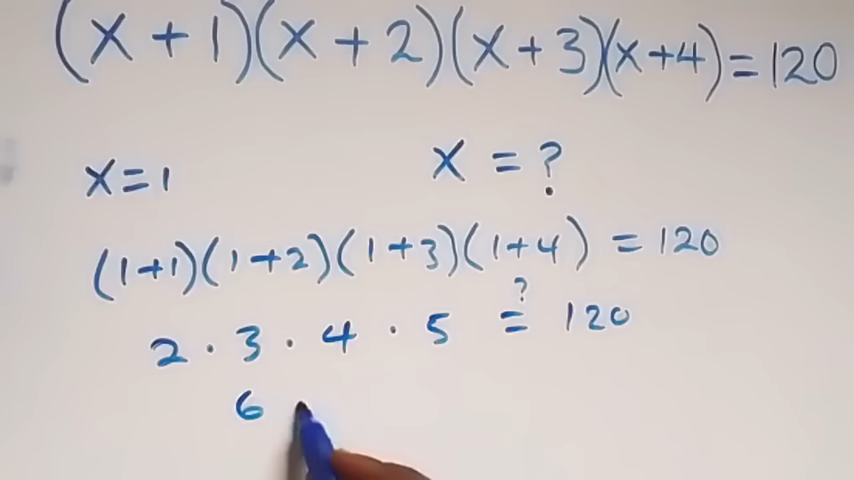 (x + 1)(x + 2)(x + 3)(x + 4) = 120
x = 1 x = ?
(1+1)(1+2)(1+3)(1+4) = 120
?
2 · 3 · 4 · 5 = 120
6